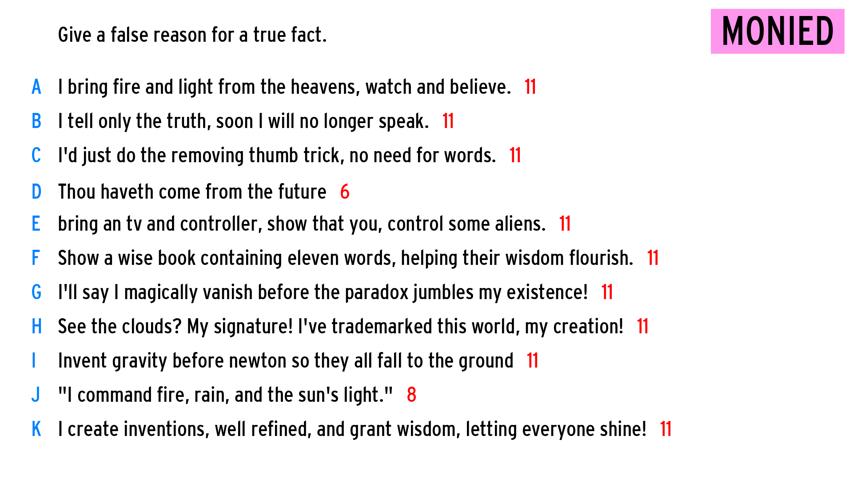 Give a false reason for a true fact.
MONIED
A I bring fire and light from the heavens, watch and believe. 11
B I tell only the truth, soon I will no longer speak. 11
C I'd just do the removing thumb trick, no need for words. 11
D Thou haveth come from the future 6
E bring an tv and controller, show that you, control some aliens. 11
F Show a wise book containing eleven words, helping their wisdom flourish. 11
G I'll say I magically vanish before the paradox jumbles my existence! 11
H See the clouds? My signature! I've trademarked this world, my creation! 11
I Invent gravity before newton so they all fall to the ground 11
J "I command fire, rain, and the sun's light." 8
K I create inventions, well refined, and grant wisdom, letting everyone shine! 11